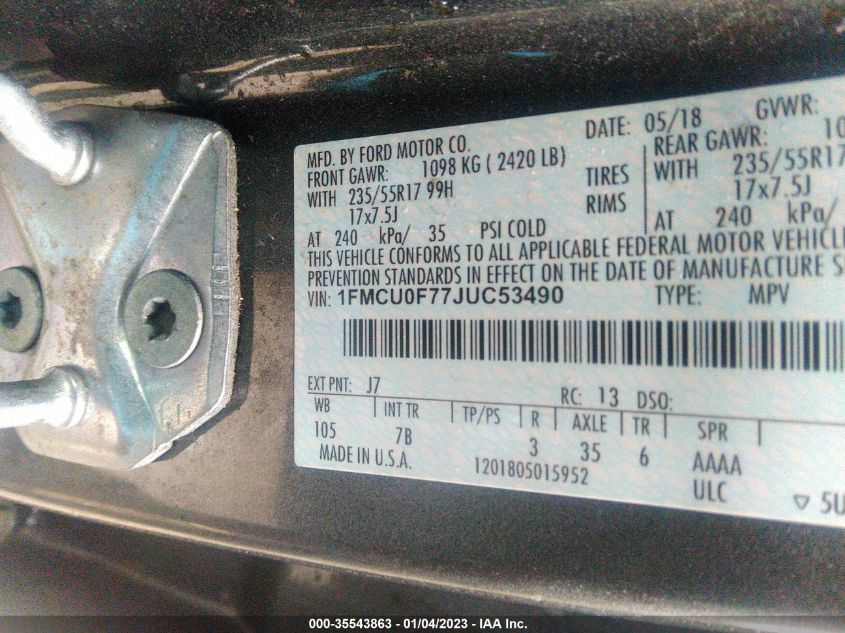 MFD. BY FORD MOTOR CO.
DATE: 05/18 GVWR:
FRONT GAWR: 1098 KG ( 2420 LB)
REAR GAWR: 10
WITH 235/55R17 99H TIRES WITH 235/55R17
17x7.5J RIMS 17x7.5J
AT 240 kPa/ 35 PSI COLD AT 240 kPa/
THIS VEHICLE CONFORMS TO ALL APPLICABLE FEDERAL MOTOR VEHICLE
PREVENTION STANDARDS IN EFFECT ON THE DATE OF MANUFACTURE S
VIN: 1FMCU0F77JUC53490 TYPE: MPV
EXT PNT: J7 RC: 13 DSO:
WB INT TR TP/PS R AXLE TR SPR
105 7B 3 35 6 AAAA
MADE IN U.S.A. 1201805015952 ULC
▽ 5U
000-35543863 — 01/04/2023 — IAA Inc.